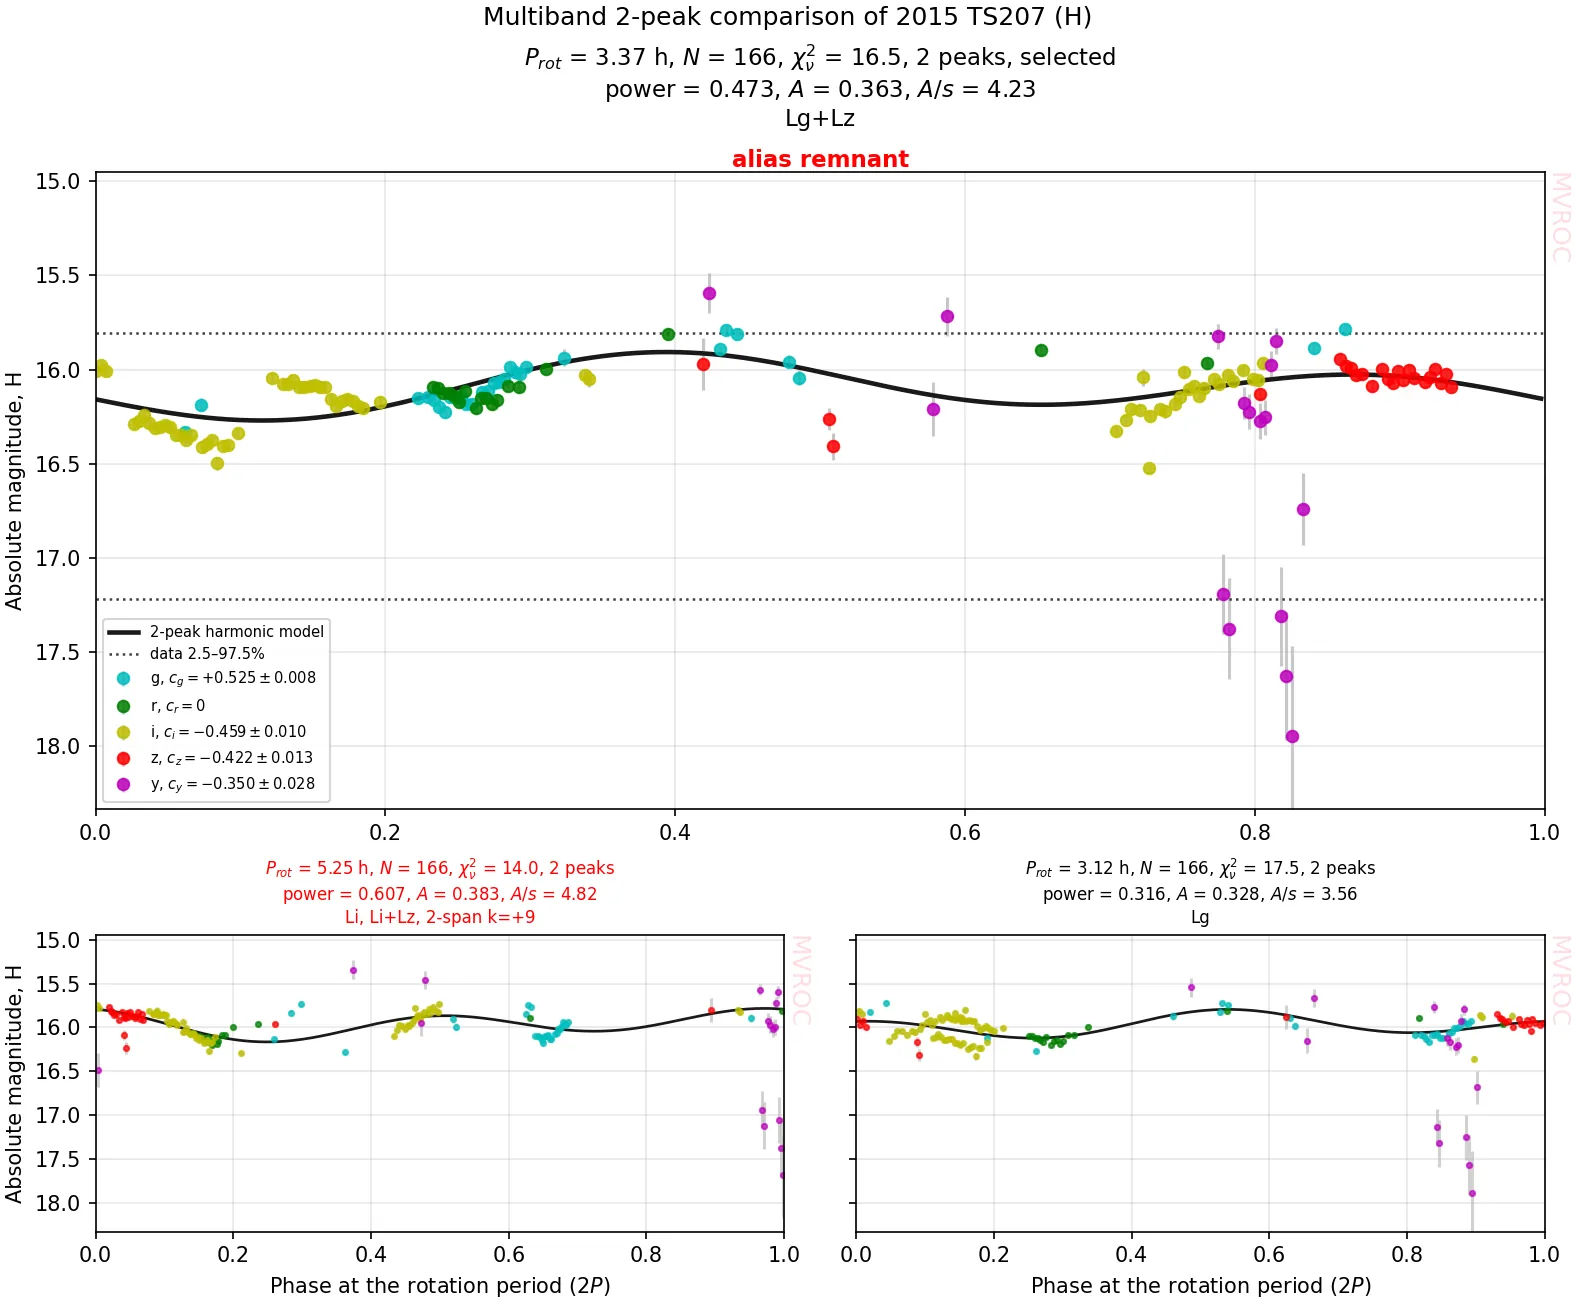 Multiband 2-peak comparison of 2015 TS207 (H)
P_rot = 3.37 h, N = 166, χ²_ν = 16.5, 2 peaks, selected
power = 0.473, A = 0.363, A/s = 4.23
Lg+Lz
alias remnant
MVROC
Absolute magnitude, H
15.0
15.5
16.0
16.5
17.0
17.5
18.0
2-peak harmonic model
data 2.5–97.5%
g, c_g = +0.525 ± 0.008
r, c_r = 0
i, c_i = −0.459 ± 0.010
z, c_z = −0.422 ± 0.013
y, c_y = −0.350 ± 0.028
0.0 0.2 0.4 0.6 0.8 1.0
P_rot = 5.25 h, N = 166, χ²_ν = 14.0, 2 peaks
power = 0.607, A = 0.383, A/s = 4.82
Li, Li+Lz, 2-span k=+9
MVROC
Absolute magnitude, H
15.0
15.5
16.0
16.5
17.0
17.5
18.0
0.0 0.2 0.4 0.6 0.8 1.0
Phase at the rotation period (2P)
P_rot = 3.12 h, N = 166, χ²_ν = 17.5, 2 peaks
power = 0.316, A = 0.328, A/s = 3.56
Lg
MVROC
0.0 0.2 0.4 0.6 0.8 1.0
Phase at the rotation period (2P)